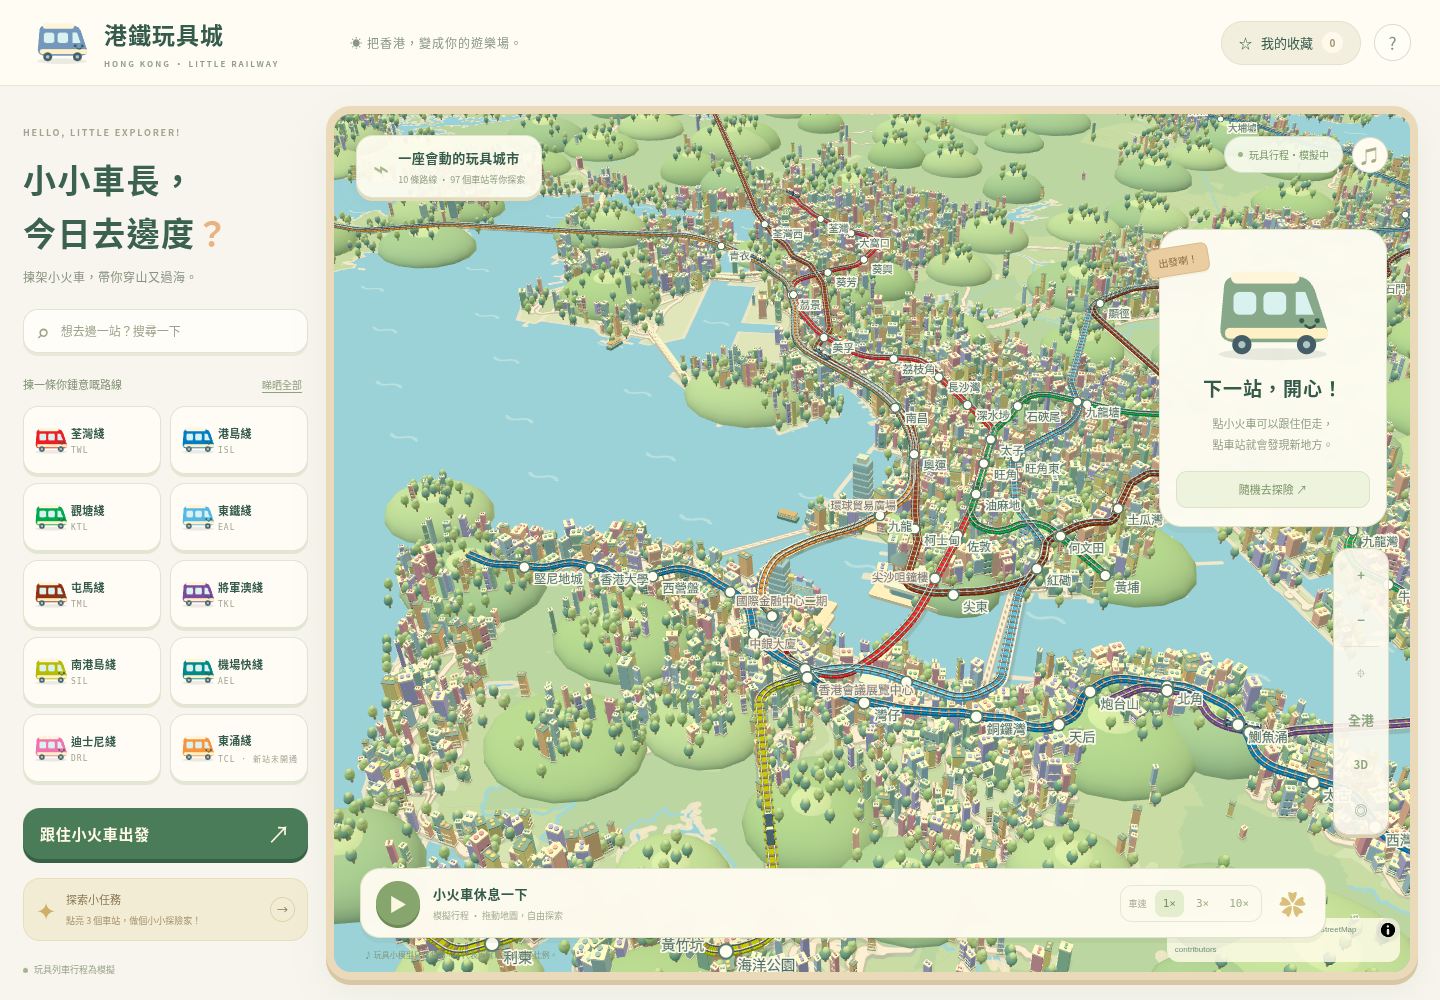 港鐵玩具城
HONG KONG · LITTLE RAILWAY
☀ 把香港，變成你的遊樂場。
☆ 我的收藏 0
?
HELLO, LITTLE EXPLORER!
小小車長，
今日去邊度？
揀架小火車，帶你穿山又過海。
想去邊一站？搜尋一下
揀一條你鍾意嘅路線
睇晒全部
荃灣綫
TWL
港島綫
ISL
觀塘綫
KTL
東鐵綫
EAL
屯馬綫
TML
將軍澳綫
TKL
南港島綫
SIL
機場快綫
AEL
迪士尼綫
DRL
東涌綫
TCL · 新站未開通
跟住小火車出發 ↗
探索小任務
點亮 3 個車站，做個小小探險家！
→
玩具列車行程為模擬
一座會動的玩具城市
10 條路線 · 97 個車站等你探索
玩具行程 · 模擬中
大埔墟
荃灣西
荃灣
大窩口
青衣
葵興
葵芳
荔景
美孚
荔枝角
長沙灣
深水埗
石硤尾
九龍塘
顯徑
石門
南昌
太子
奧運
旺角
旺角東
環球貿易廣場
油麻地
九龍
柯士甸
佐敦
何文田
土瓜灣
九龍灣
尖沙咀鐘樓
紅磡
黃埔
尖東
堅尼地城
香港大學
西營盤
國際金融中心二期
中銀大廈
香港會議展覽中心
灣仔
銅鑼灣
天后
炮台山
北角
鰂魚涌
利東
黃竹坑
海洋公園
出發喇！
下一站，開心！
點小火車可以跟住佢走，
點車站就會發現新地方。
隨機去探險 ↗
+
−
全港
3D
小火車休息一下
模擬行程 · 拖動地圖，自由探索
車速
1×
3×
10×
contributors